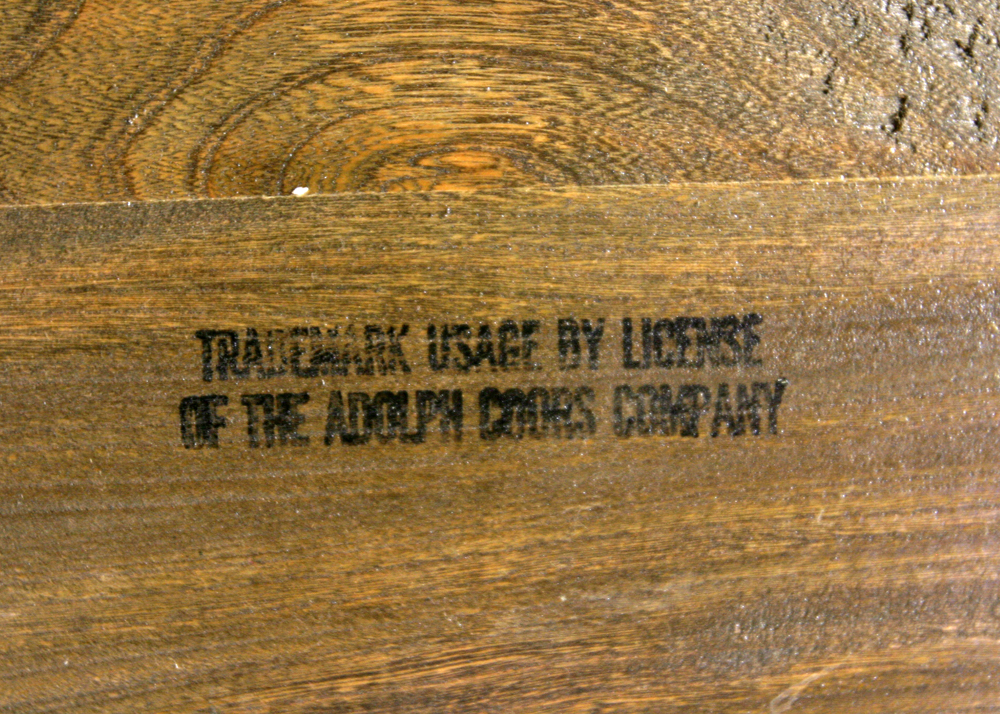 TRADEMARK USAGE BY LICENSE
OF THE ADOLPH COORS COMPANY